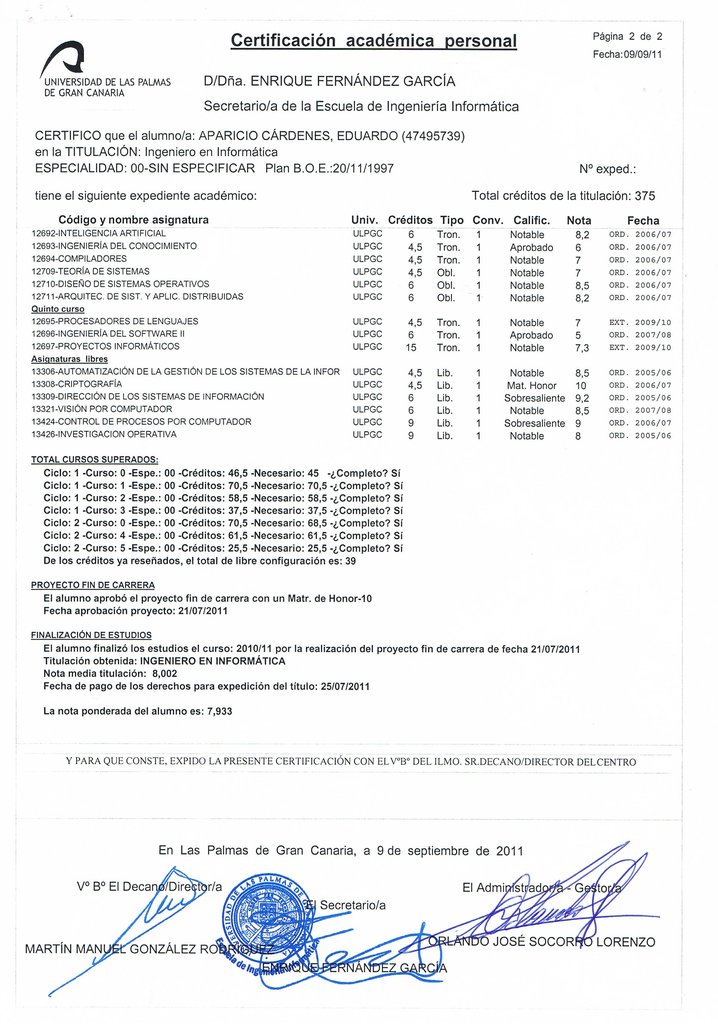 Certificación académica personal
Página 2 de 2
Fecha:09/09/11
UNIVERSIDAD DE LAS PALMAS
DE GRAN CANARIA
D/Dña. ENRIQUE FERNÁNDEZ GARCÍA
Secretario/a de la Escuela de Ingeniería Informática
CERTIFICO que el alumno/a: APARICIO CÁRDENES, EDUARDO (47495739)
en la TITULACIÓN: Ingeniero en Informática
ESPECIALIDAD: 00-SIN ESPECIFICAR Plan B.O.E.:20/11/1997 Nº exped.:
tiene el siguiente expediente académico: Total créditos de la titulación: 375
Código y nombre asignatura Univ. Créditos Tipo Conv. Calific. Nota Fecha
12692-INTELIGENCIA ARTIFICIAL ULPGC 6 Tron. 1 Notable 8,2 ORD. 2006/07
12693-INGENIERÍA DEL CONOCIMIENTO ULPGC 4,5 Tron. 1 Aprobado 6 ORD. 2006/07
12694-COMPILADORES ULPGC 4,5 Tron. 1 Notable 7 ORD. 2006/07
12709-TEORÍA DE SISTEMAS ULPGC 4,5 Obl. 1 Notable 7 ORD. 2006/07
12710-DISEÑO DE SISTEMAS OPERATIVOS ULPGC 6 Obl. 1 Notable 8,5 ORD. 2006/07
12711-ARQUITEC. DE SIST. Y APLIC. DISTRIBUIDAS ULPGC 6 Obl. 1 Notable 8,2 ORD. 2006/07
Quinto curso
12695-PROCESADORES DE LENGUAJES ULPGC 4,5 Tron. 1 Notable 7 EXT. 2009/10
12696-INGENIERÍA DEL SOFTWARE II ULPGC 6 Tron. 1 Aprobado 5 ORD. 2007/08
12697-PROYECTOS INFORMÁTICOS ULPGC 15 Tron. 1 Notable 7,3 EXT. 2009/10
Asignaturas libres
13306-AUTOMATIZACIÓN DE LA GESTIÓN DE LOS SISTEMAS DE LA INFOR ULPGC 4,5 Lib. 1 Notable 8,5 ORD. 2005/06
13308-CRIPTOGRAFÍA ULPGC 4,5 Lib. 1 Mat. Honor 10 ORD. 2006/07
13309-DIRECCIÓN DE LOS SISTEMAS DE INFORMACIÓN ULPGC 6 Lib. 1 Sobresaliente 9,2 ORD. 2005/06
13321-VISIÓN POR COMPUTADOR ULPGC 6 Lib. 1 Notable 8,5 ORD. 2007/08
13424-CONTROL DE PROCESOS POR COMPUTADOR ULPGC 9 Lib. 1 Sobresaliente 9 ORD. 2006/07
13426-INVESTIGACION OPERATIVA ULPGC 9 Lib. 1 Notable 8 ORD. 2005/06
TOTAL CURSOS SUPERADOS:
Ciclo: 1 -Curso: 0 -Espe.: 00 -Créditos: 46,5 -Necesario: 45 -¿Completo? Sí
Ciclo: 1 -Curso: 1 -Espe.: 00 -Créditos: 70,5 -Necesario: 70,5 -¿Completo? Sí
Ciclo: 1 -Curso: 2 -Espe.: 00 -Créditos: 58,5 -Necesario: 58,5 -¿Completo? Sí
Ciclo: 1 -Curso: 3 -Espe.: 00 -Créditos: 37,5 -Necesario: 37,5 -¿Completo? Sí
Ciclo: 2 -Curso: 0 -Espe.: 00 -Créditos: 70,5 -Necesario: 68,5 -¿Completo? Sí
Ciclo: 2 -Curso: 4 -Espe.: 00 -Créditos: 61,5 -Necesario: 61,5 -¿Completo? Sí
Ciclo: 2 -Curso: 5 -Espe.: 00 -Créditos: 25,5 -Necesario: 25,5 -¿Completo? Sí
De los créditos ya reseñados, el total de libre configuración es: 39
PROYECTO FIN DE CARRERA
El alumno aprobó el proyecto fin de carrera con un Matr. de Honor-10
Fecha aprobación proyecto: 21/07/2011
FINALIZACIÓN DE ESTUDIOS
El alumno finalizó los estudios el curso: 2010/11 por la realización del proyecto fin de carrera de fecha 21/07/2011
Titulación obtenida: INGENIERO EN INFORMÁTICA
Nota media titulación: 8,002
Fecha de pago de los derechos para expedición del título: 25/07/2011
La nota ponderada del alumno es: 7,933
Y PARA QUE CONSTE, EXPIDO LA PRESENTE CERTIFICACIÓN CON EL VºBº DEL ILMO. SR.DECANO/DIRECTOR DEL CENTRO
En Las Palmas de Gran Canaria, a 9 de septiembre de 2011
Vº Bº El Decano/Director/a
El Administrador/a - Gestor/a
El Secretario/a
MARTÍN MANUEL GONZÁLEZ RODRÍGUEZ
ORLANDO JOSÉ SOCORRO LORENZO
ENRIQUE FERNÁNDEZ GARCÍA